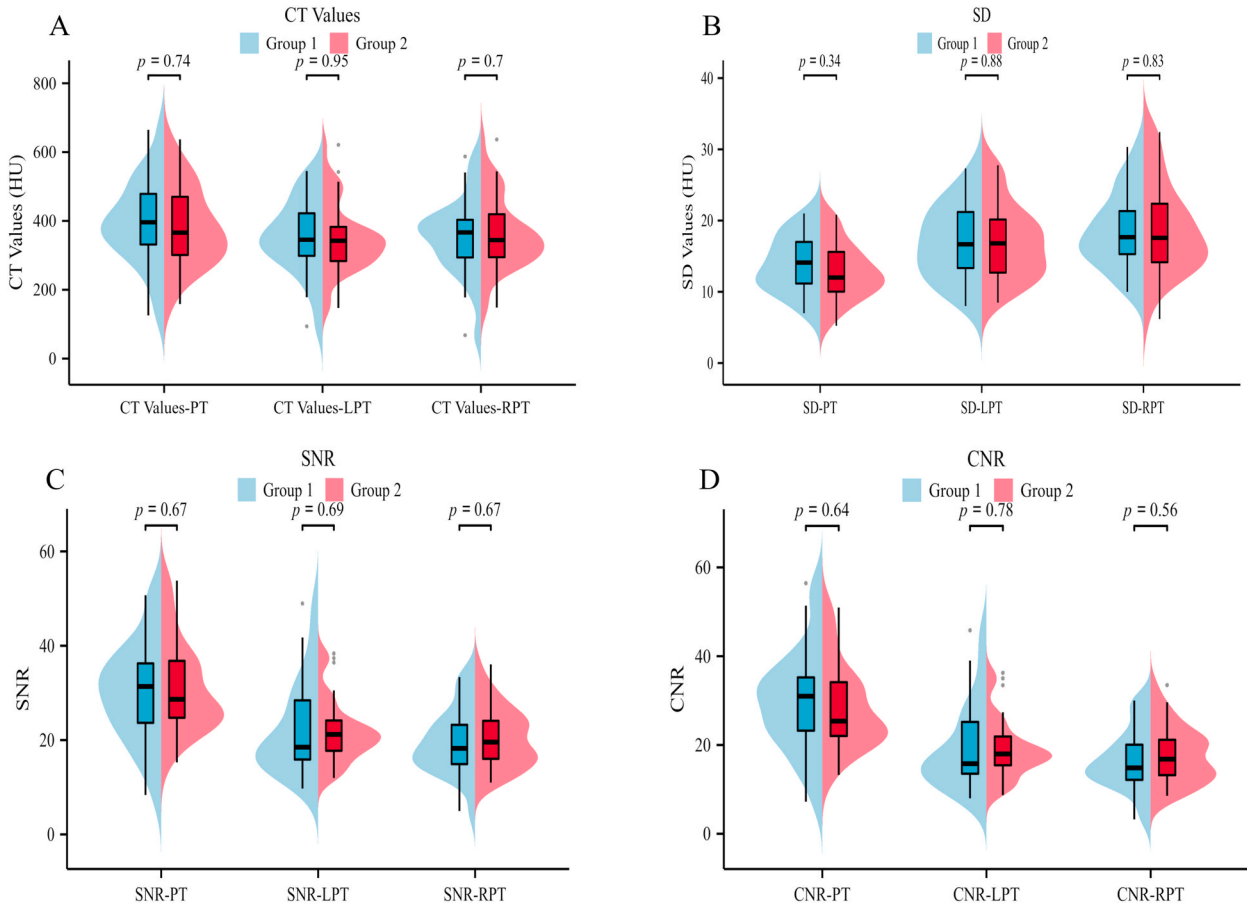 A
CT Values
Group 1 Group 2
p = 0.74 p = 0.95 p = 0.7
CT Values (HU)
800
600
400
200
0
CT Values-PT CT Values-LPT CT Values-RPT
B
SD
Group 1 Group 2
p = 0.34 p = 0.88 p = 0.83
SD Values (HU)
40
30
20
10
0
SD-PT SD-LPT SD-RPT
C
SNR
Group 1 Group 2
p = 0.67 p = 0.69 p = 0.67
SNR
60
40
20
0
SNR-PT SNR-LPT SNR-RPT
D
CNR
Group 1 Group 2
p = 0.64 p = 0.78 p = 0.56
CNR
60
40
20
0
CNR-PT CNR-LPT CNR-RPT